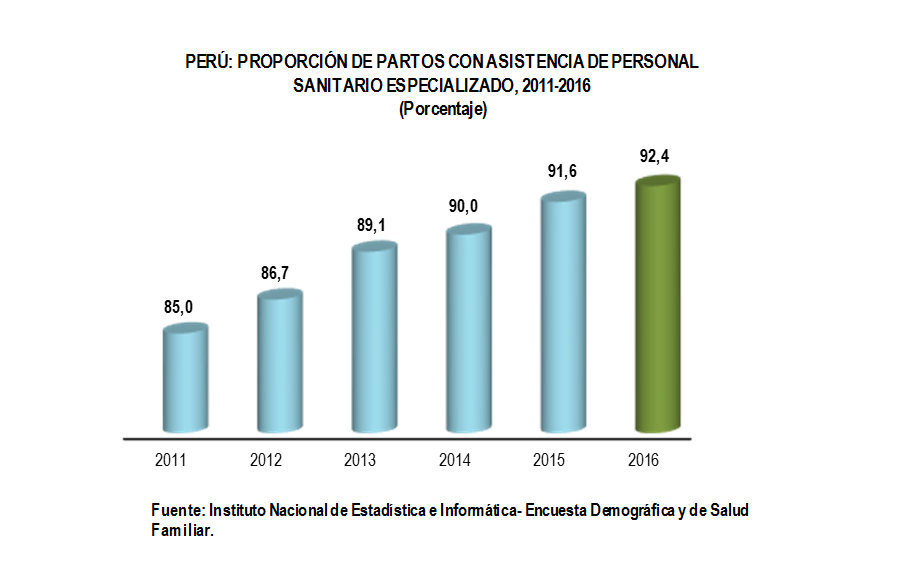 PERÚ: PROPORCIÓN DE PARTOS CON ASISTENCIA DE PERSONAL
SANITARIO ESPECIALIZADO, 2011-2016
(Porcentaje)
85,0
86,7
89,1
90,0
91,6
92,4
2011
2012
2013
2014
2015
2016
Fuente: Instituto Nacional de Estadística e Informática- Encuesta Demográfica y de Salud
Familiar.